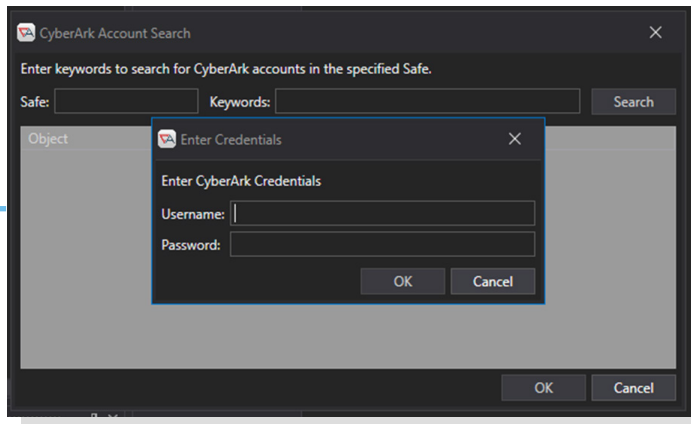 CyberArk Account Search
Enter keywords to search for CyberArk accounts in the specified Safe.
Safe: Keywords: Search
Object
Enter Credentials
Enter CyberArk Credentials
Username:
Password:
OK Cancel
OK Cancel